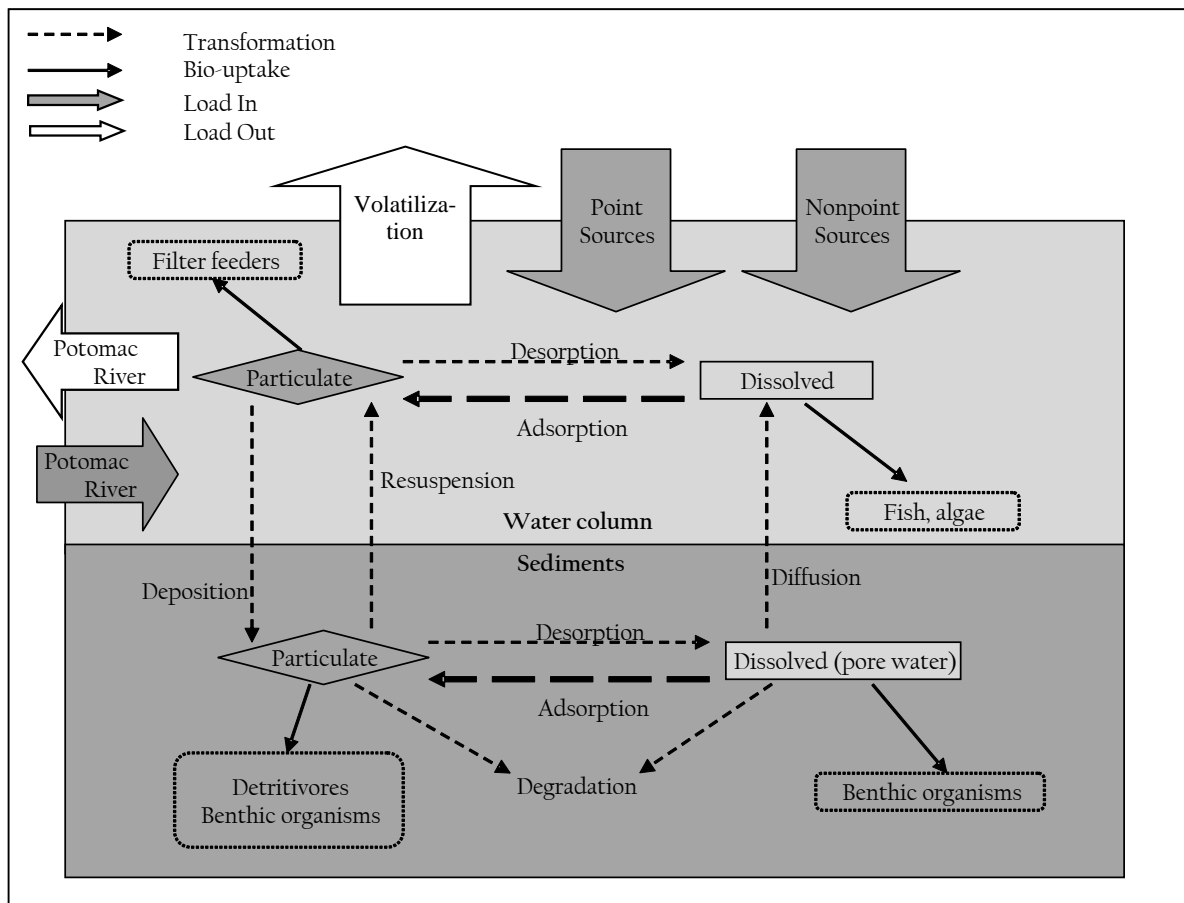 Transformation
Bio-uptake
Load In
Load Out
Volatiliza-
tion
Point
Sources
Nonpoint
Sources
Filter feeders
Potomac
River
Particulate
Desorption
Dissolved
Adsorption
Potomac
River
Resuspension
Fish, algae
Water column
Sediments
Deposition
Diffusion
Particulate
Desorption
Dissolved (pore water)
Adsorption
Degradation
Detritivores
Benthic organisms
Benthic organisms